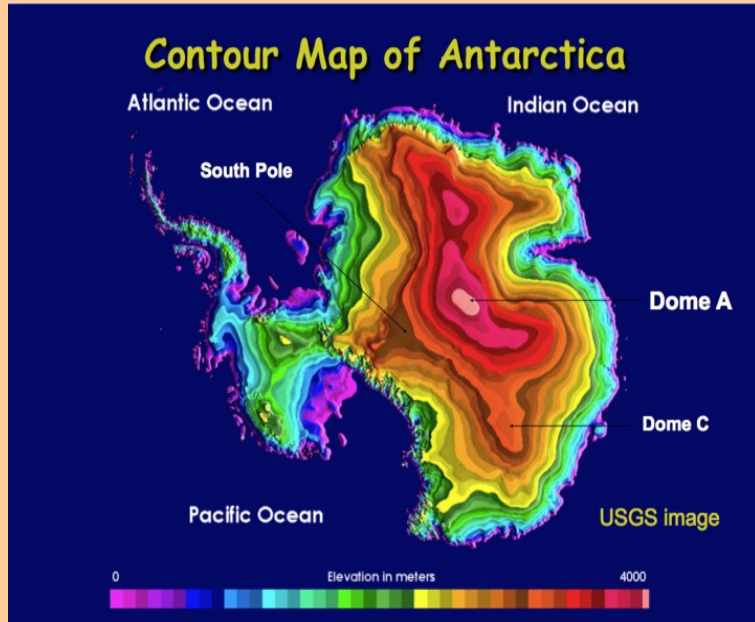 Contour Map of Antarctica
Atlantic Ocean
Indian Ocean
South Pole
Dome A
Dome C
Pacific Ocean
USGS image
0
Elevation in meters
4000